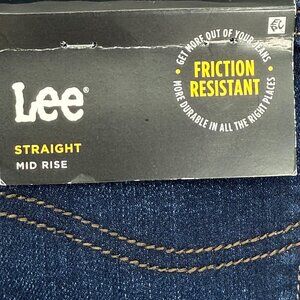 Lee®
STRAIGHT
MID RISE
GET MORE OUT OF YOUR JEANS
FRICTION
RESISTANT
MORE DURABLE IN ALL THE RIGHT PLACES